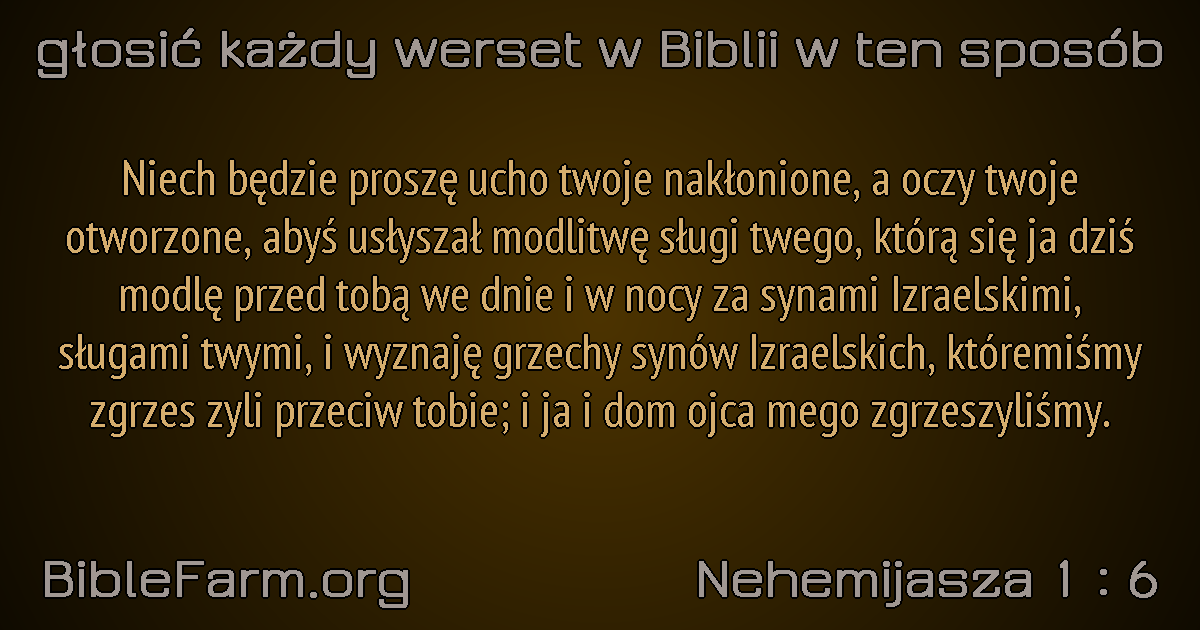 głosić każdy werset w Biblii w ten sposób
Niech będzie proszę ucho twoje nakłonione, a oczy twoje
otworzone, abyś usłyszał modlitwę sługi twego, którą się ja dziś
modlę przed tobą we dnie i w nocy za synami Izraelskimi,
sługami twymi, i wyznaję grzechy synów Izraelskich, któremiśmy
zgrzes zyli przeciw tobie; i ja i dom ojca mego zgrzeszyliśmy.
BibleFarm.org
Nehemijasza 1 : 6